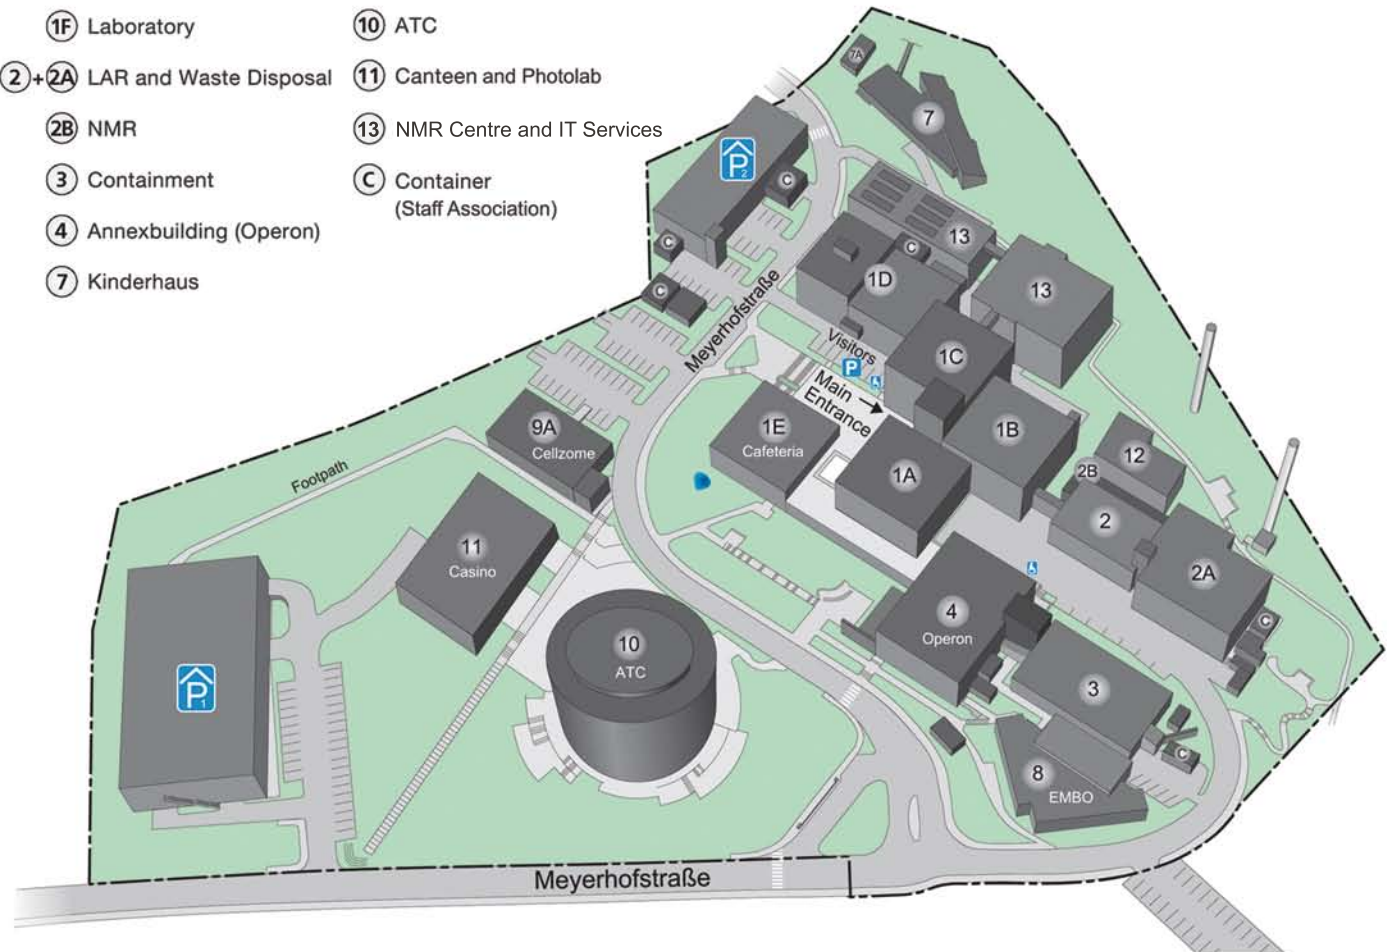 1F Laboratory
2+2A LAR and Waste Disposal
2B NMR
3 Containment
4 Annexbuilding (Operon)
7 Kinderhaus
10 ATC
11 Canteen and Photolab
13 NMR Centre and IT Services
C Container
(Staff Association)
7A
7
P2
C
13
C
C
1D
13
C
Meyerhofstraße
Visitors
P
1C
Main
Entrance
9A
Cellzome
1E
Cafeteria
1B
12
2B
1A
Footpath
2
11
Casino
2A
4
Operon
C
10
ATC
P1
3
C
8
EMBO
Meyerhofstraße